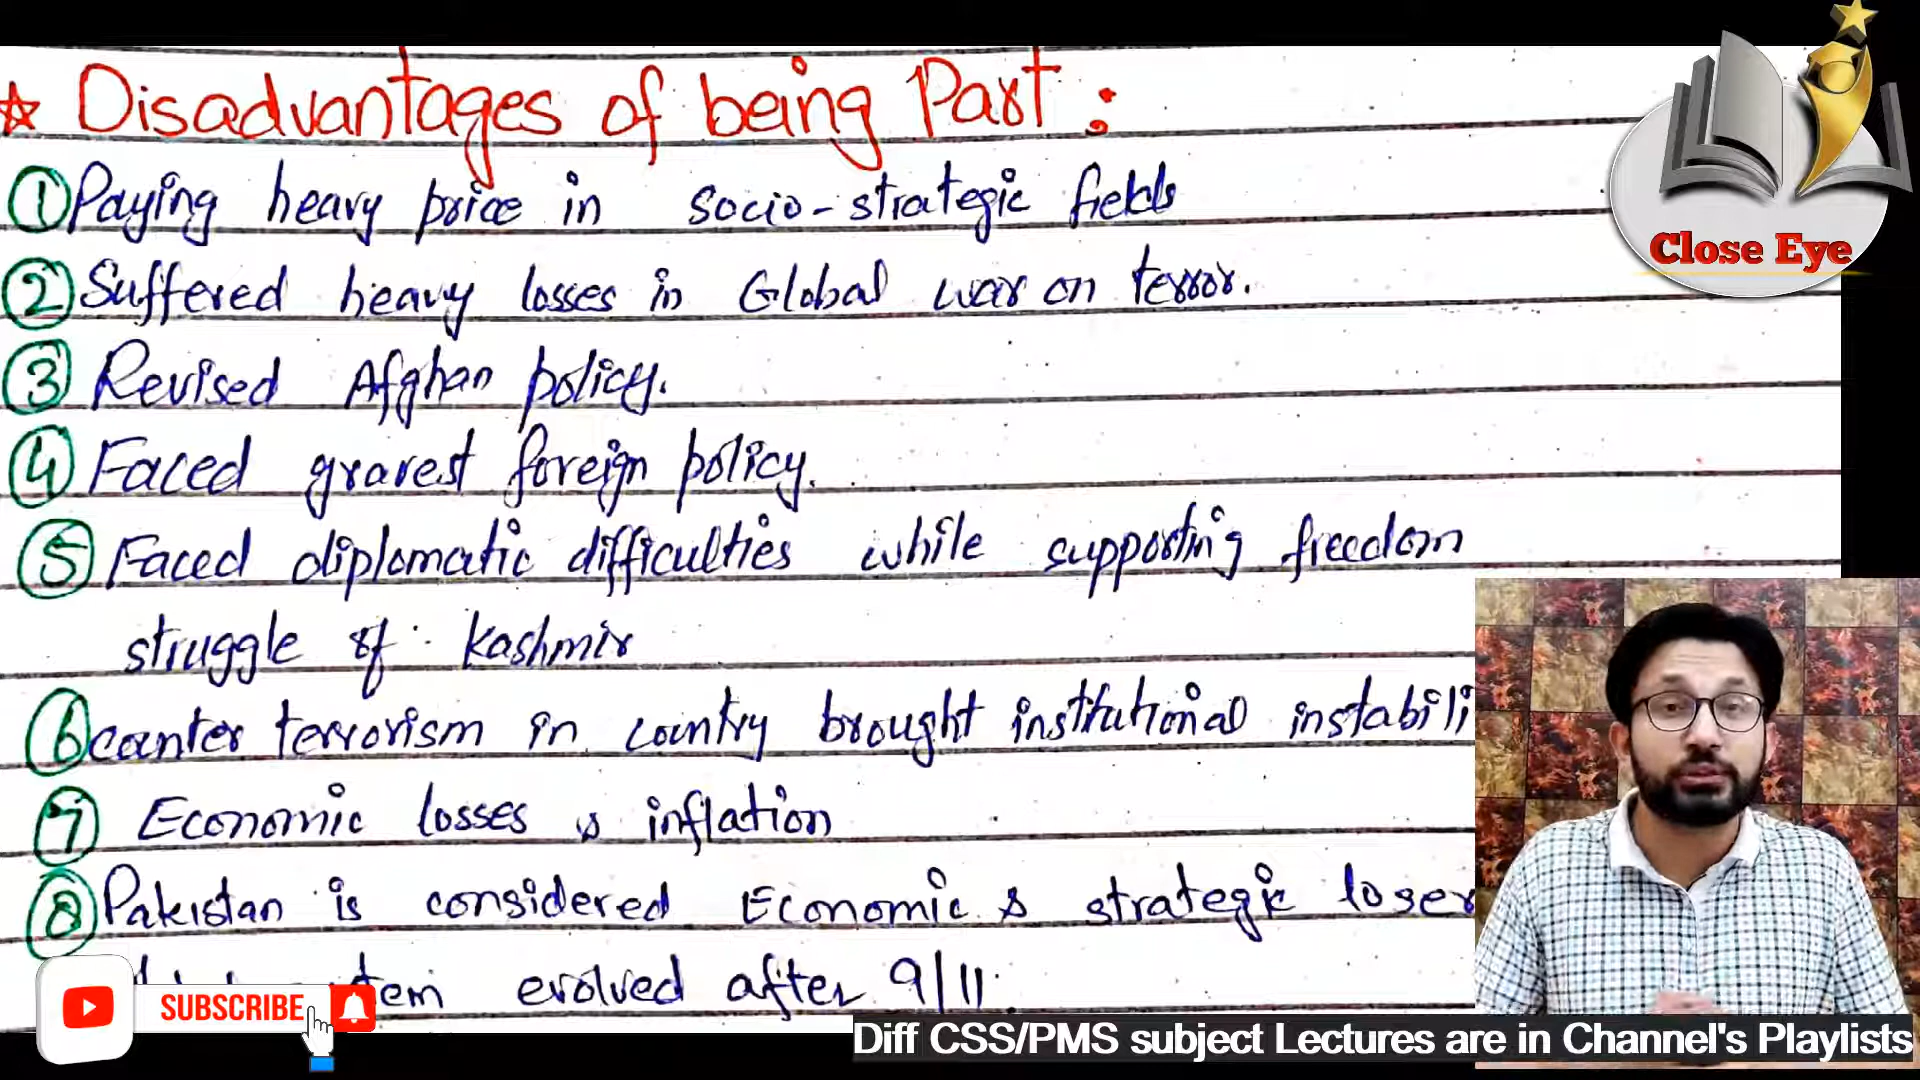 ☆ Disadvantages of being Part :
① Paying heavy price in socio-strategic fields
② Suffered heavy losses in Global war on terror.
③ Revised Afghan policy.
④ Faced gravest foreign policy.
⑤ Faced diplomatic difficulties while supporting freedom
struggle of Kashmir
⑥ counter terrorism in country brought institutional instabili
⑦ Economic losses & inflation
⑧ Pakistan is considered Economic & strategic loser
evolved after 9/11.
Close Eye
SUBSCRIBE
Diff CSS/PMS subject Lectures are in Channel's Playlists